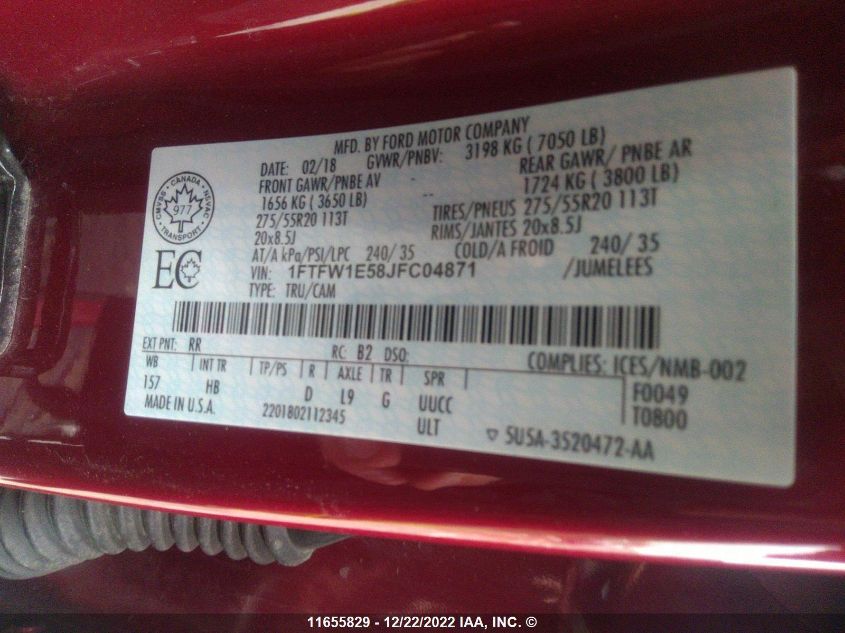 MFD. BY FORD MOTOR COMPANY
DATE: 02/18 GVWR/PNBV: 3198 KG ( 7050 LB)
FRONT GAWR/PNBE AV -- REAR GAWR/ PNBE AR
1656 KG ( 3650 LB) 1724 KG ( 3800 LB)
275/55R20 113T TIRES/PNEUS 275/55R20 113T
20x8.5J RIMS/JANTES 20x8.5J
AT/A kPa/PSI/LPC 240/ 35 COLD/A FROID 240/ 35
VIN: 1FTFW1E58JFC04871 /JUMELEES
TYPE: TRU/CAM
CANADA
CMVSS NSVAC
977
TRANSPORT
EC
EXT PNT: RR RC: B2 DSO: COMPLIES: ICES/NMB-002
WB INT TR TP/PS R AXLE TR SPR F0049
157 HB D L9 G UUCC T0800
MADE IN U.S.A. 2201802112345 ULT ▽ 5U5A-3520472-AA
11655829 - 12/22/2022 IAA, INC. ©